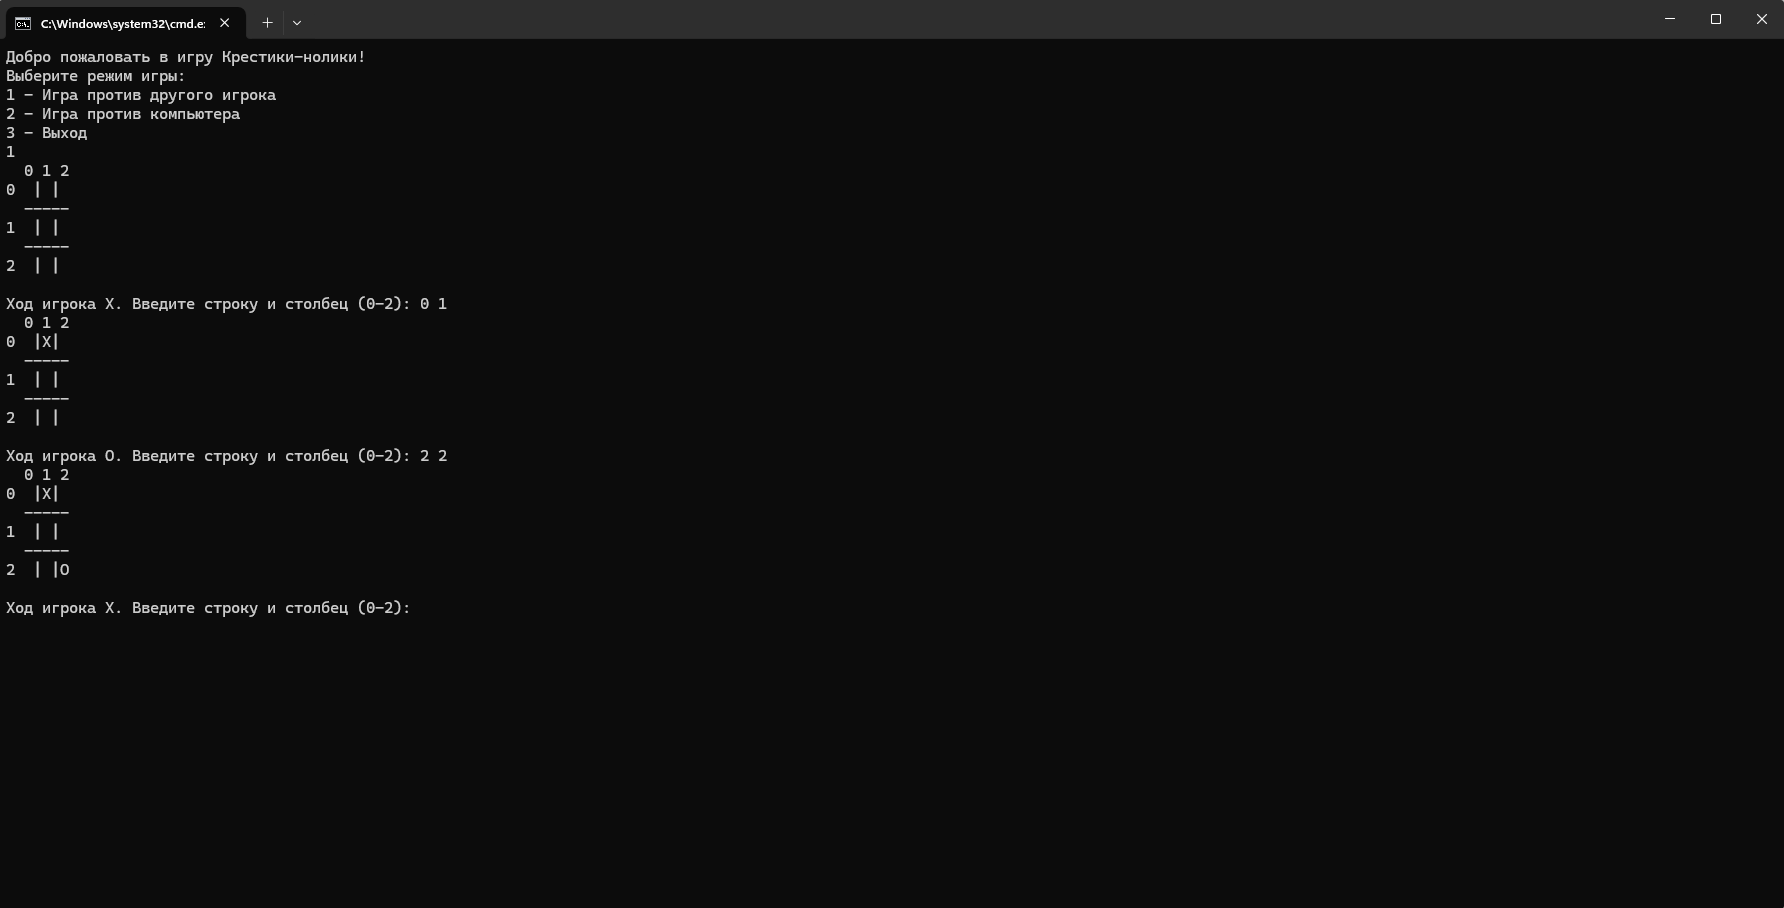 C:\Windows\system32\cmd.e:
Добро пожаловать в игру Крестики-нолики!
Выберите режим игры:
1 - Игра против другого игрока
2 - Игра против компьютера
3 - Выход
1
  0 1 2
0  | |
  -----
1  | |
  -----
2  | |
Ход игрока X. Введите строку и столбец (0-2): 0 1
  0 1 2
0  |X|
  -----
1  | |
  -----
2  | |
Ход игрока O. Введите строку и столбец (0-2): 2 2
  0 1 2
0  |X|
  -----
1  | |
  -----
2  | |O
Ход игрока X. Введите строку и столбец (0-2):